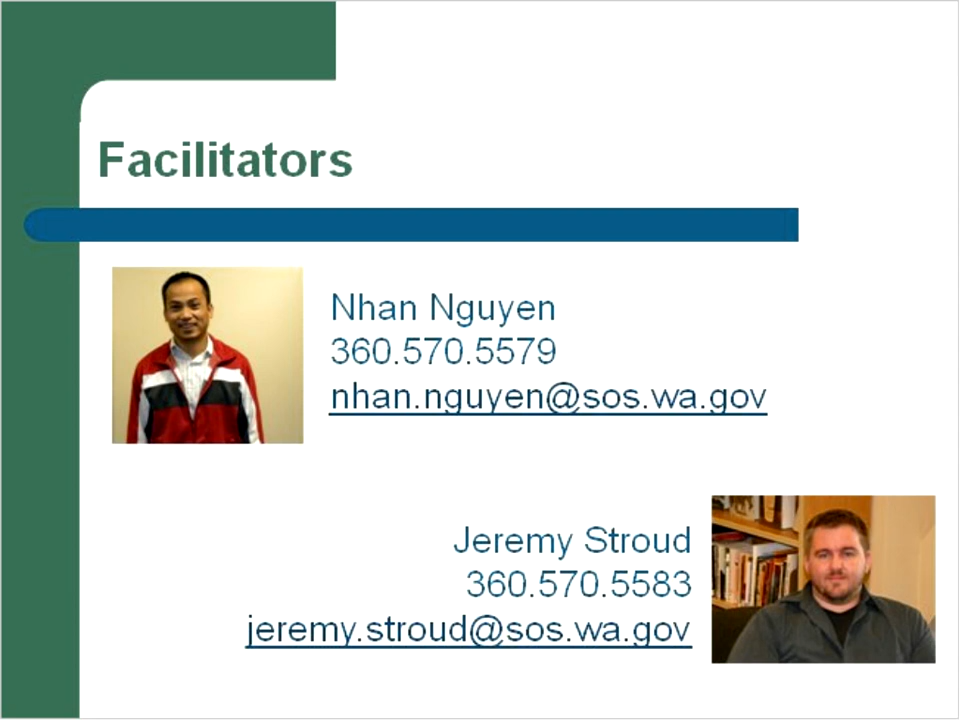 Facilitators
Nhan Nguyen
360.570.5579
nhan.nguyen@sos.wa.gov
Jeremy Stroud
360.570.5583
jeremy.stroud@sos.wa.gov